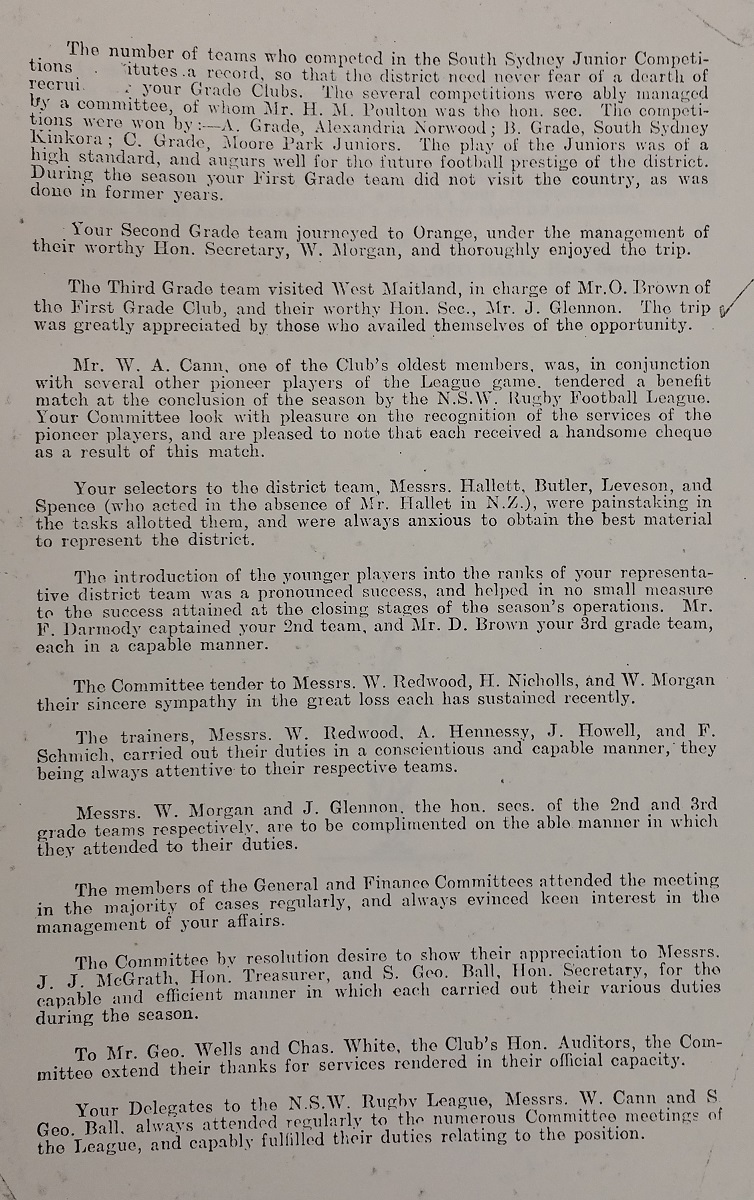 The number of teams who competed in the South Sydney Junior Competi-
tions itutes a record, so that the district need never fear of a dearth of
recrui your Grade Clubs. The several competitions were ably managed
by a committee, of whom Mr. H. M. Poulton was the hon. sec. The competi-
tions were won by:—A. Grade, Alexandria Norwood; B. Grade, South Sydney
Kinkora; C. Grade, Moore Park Juniors. The play of the Juniors was of a
high standard, and augurs well for the future football prestige of the district.
During the season your First Grade team did not visit the country, as was
done in former years.
Your Second Grade team journeyed to Orange, under the management of
their worthy Hon. Secretary, W. Morgan, and thoroughly enjoyed the trip.
The Third Grade team visited West Maitland, in charge of Mr.O. Brown of
the First Grade Club, and their worthy Hon. Sec., Mr. J. Glennon. The trip
was greatly appreciated by those who availed themselves of the opportunity.
Mr. W. A. Cann, one of the Club's oldest members, was, in conjunction
with several other pioneer players of the League game, tendered a benefit
match at the conclusion of the season by the N.S.W. Rugby Football League.
Your Committee look with pleasure on the recognition of the services of the
pioneer players, and are pleased to note that each received a handsome cheque
as a result of this match.
Your selectors to the district team, Messrs. Hallett, Butler, Leveson, and
Spence (who acted in the absence of Mr. Hallet in N.Z.), were painstaking in
the tasks allotted them, and were always anxious to obtain the best material
to represent the district.
The introduction of the younger players into the ranks of your representa-
tive district team was a pronounced success, and helped in no small measure
to the success attained at the closing stages of the season's operations. Mr.
F. Darmody captained your 2nd team, and Mr. D. Brown your 3rd grade team,
each in a capable manner.
The Committee tender to Messrs. W. Redwood, H. Nicholls, and W. Morgan
their sincere sympathy in the great loss each has sustained recently.
The trainers, Messrs. W. Redwood, A. Hennessy, J. Howell, and F.
Schmich, carried out their duties in a conscientious and capable manner, they
being always attentive to their respective teams.
Messrs. W. Morgan and J. Glennon, the hon. secs. of the 2nd and 3rd
grade teams respectively, are to be complimented on the able manner in which
they attended to their duties.
The members of the General and Finance Committees attended the meeting
in the majority of cases regularly, and always evinced keen interest in the
management of your affairs.
The Committee by resolution desire to show their appreciation to Messrs.
J. J. McGrath, Hon. Treasurer, and S. Geo. Ball, Hon. Secretary, for the
capable and efficient manner in which each carried out their various duties
during the season.
To Mr. Geo. Wells and Chas. White, the Club's Hon. Auditors, the Com-
mittee extend their thanks for services rendered in their official capacity.
Your Delegates to the N.S.W. Rugby League, Messrs. W. Cann and S
Geo. Ball, always attended regularly to the numerous Committee meetings of
the League, and capably fulfilled their duties relating to the position.